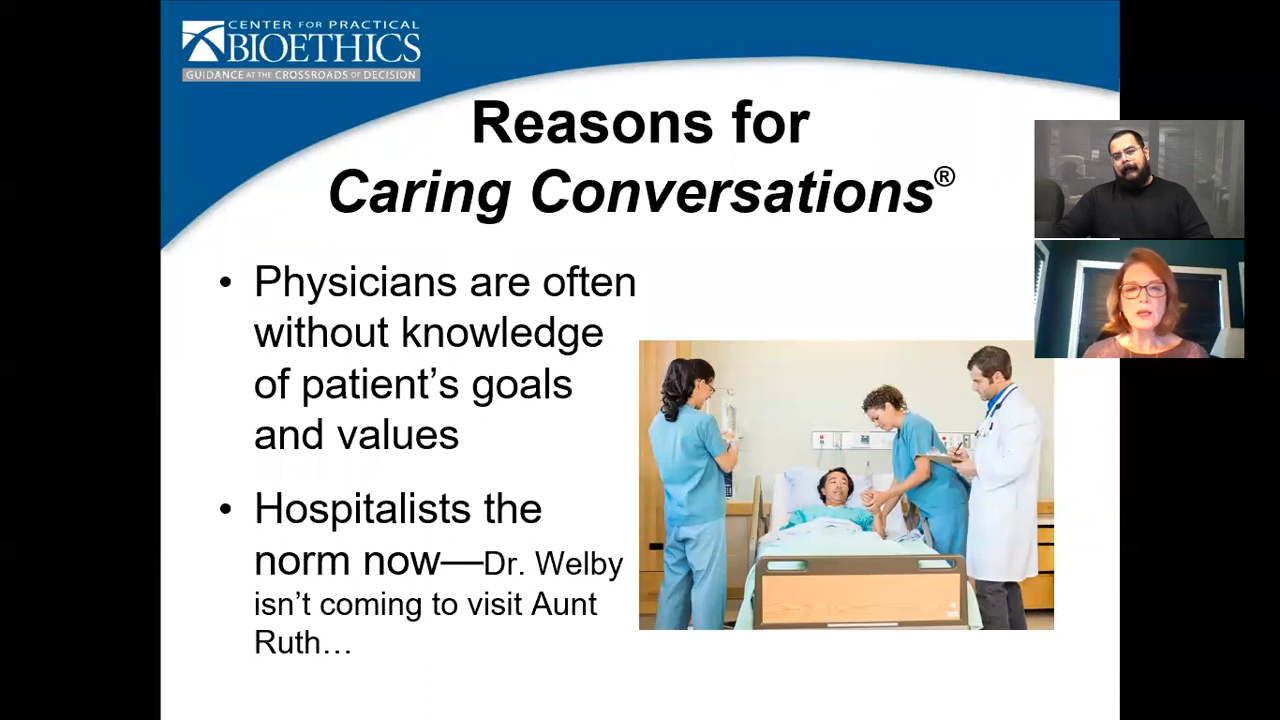 CENTER FOR PRACTICAL
BIOETHICS
GUIDANCE AT THE CROSSROADS OF DECISION
Reasons for
Caring Conversations®
• Physicians are often
without knowledge
of patient’s goals
and values
• Hospitalists the
norm now—Dr. Welby
isn’t coming to visit Aunt
Ruth…